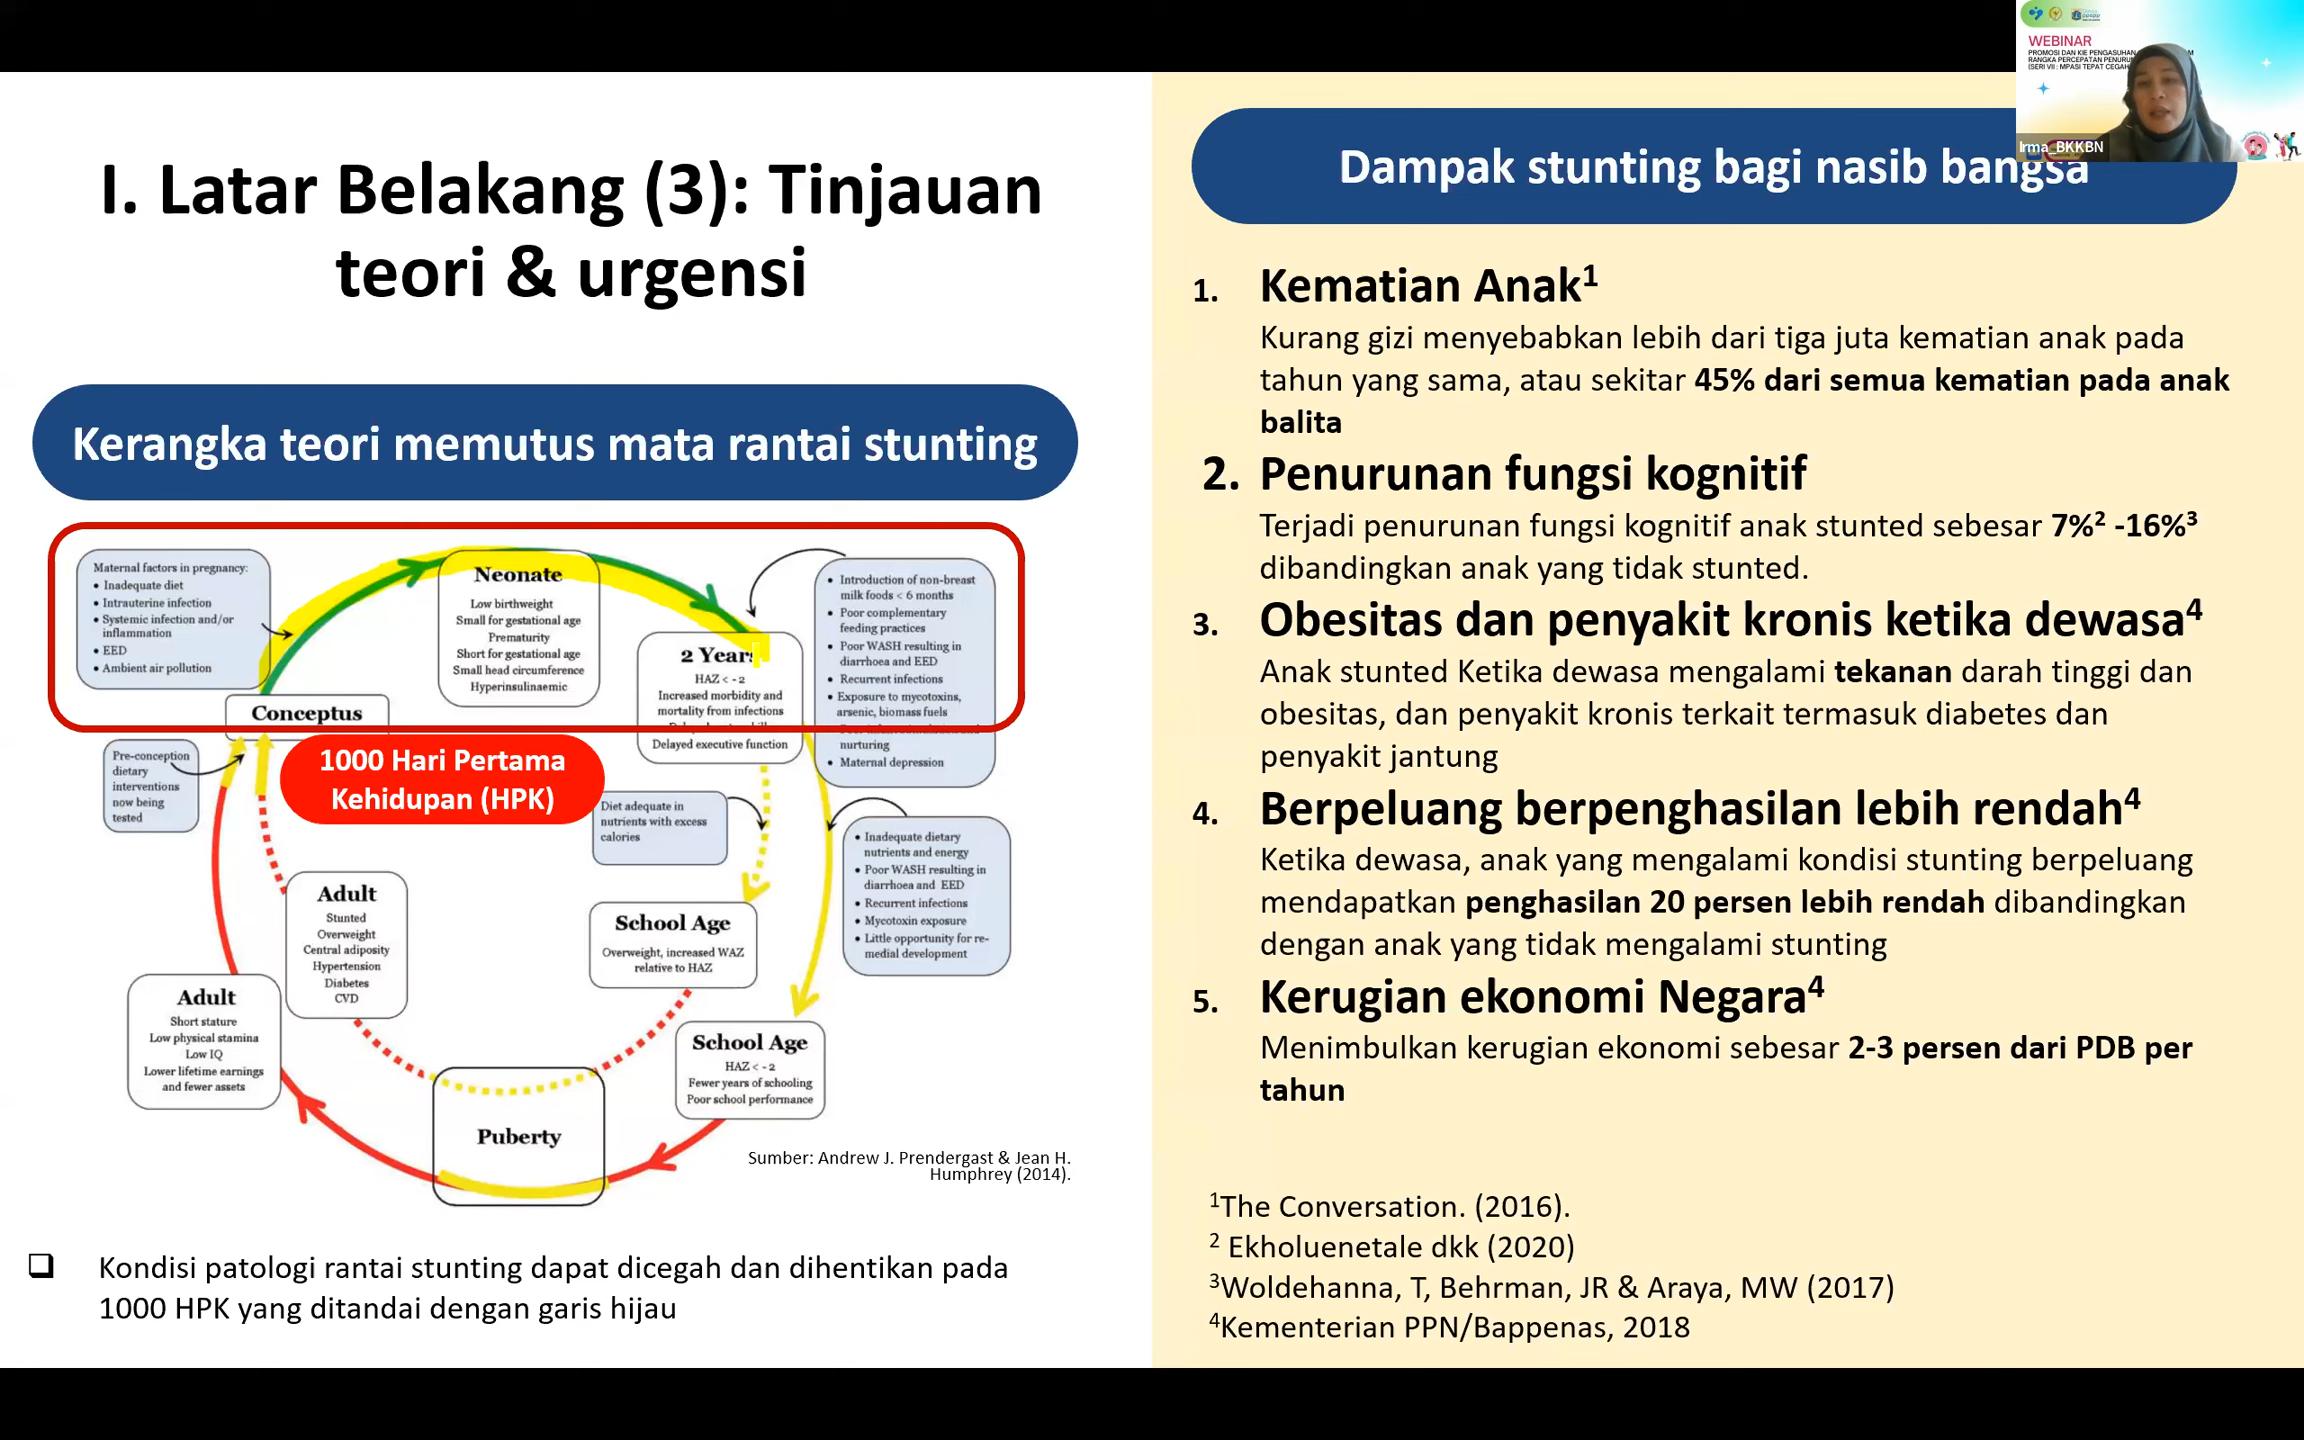 I. Latar Belakang (3): Tinjauan
teori & urgensi
Kerangka teori memutus mata rantai stunting
Maternal factors in pregnancy:
• Inadequate diet
• Intrauterine infection
• Systemic infection and/or
inflammation
• EED
• Ambient air pollution
Neonate
Low birthweight
Small for gestational age
Prematurity
Short for gestational age
Small head circumference
Hyperinsulinaemic
2 Years
HAZ < -2
Increased morbidity and
mortality from infections
Delayed executive function
• Introduction of non-breast
milk foods < 6 months
• Poor complementary
feeding practices
• Poor WASH resulting in
diarrhoea and EED
• Recurrent infections
• Exposure to mycotoxins,
arsenic, biomass fuels
nurturing
• Maternal depression
Conceptus
1000 Hari Pertama
Kehidupan (HPK)
Pre-conception
dietary
interventions
now being
tested
Diet adequate in
nutrients with excess
calories
• Inadequate dietary
nutrients and energy
• Poor WASH resulting in
diarrhoea and EED
• Recurrent infections
• Mycotoxin exposure
• Little opportunity for re-
medial development
Adult
Stunted
Overweight
Central adiposity
Hypertension
Diabetes
CVD
School Age
Overweight, increased WAZ
relative to HAZ
Adult
Short stature
Low physical stamina
Low IQ
Lower lifetime earnings
and fewer assets
School Age
HAZ < -2
Fewer years of schooling
Poor school performance
Puberty
Sumber: Andrew J. Prendergast & Jean H.
Humphrey (2014).
❑ Kondisi patologi rantai stunting dapat dicegah dan dihentikan pada
1000 HPK yang ditandai dengan garis hijau
Dampak stunting bagi nasib bangsa
1. Kematian Anak¹
Kurang gizi menyebabkan lebih dari tiga juta kematian anak pada
tahun yang sama, atau sekitar 45% dari semua kematian pada anak
balita
2. Penurunan fungsi kognitif
Terjadi penurunan fungsi kognitif anak stunted sebesar 7%² -16%³
dibandingkan anak yang tidak stunted.
3. Obesitas dan penyakit kronis ketika dewasa⁴
Anak stunted Ketika dewasa mengalami tekanan darah tinggi dan
obesitas, dan penyakit kronis terkait termasuk diabetes dan
penyakit jantung
4. Berpeluang berpenghasilan lebih rendah⁴
Ketika dewasa, anak yang mengalami kondisi stunting berpeluang
mendapatkan penghasilan 20 persen lebih rendah dibandingkan
dengan anak yang tidak mengalami stunting
5. Kerugian ekonomi Negara⁴
Menimbulkan kerugian ekonomi sebesar 2-3 persen dari PDB per
tahun
¹The Conversation. (2016).
² Ekholuenetale dkk (2020)
³Woldehanna, T, Behrman, JR & Araya, MW (2017)
⁴Kementerian PPN/Bappenas, 2018
WEBINAR
PROMOSI DAN KIE PENGASUHAN
RANGKA PERCEPATAN
(SERI VII : MPASI TEPAT
Irma_BKKBN